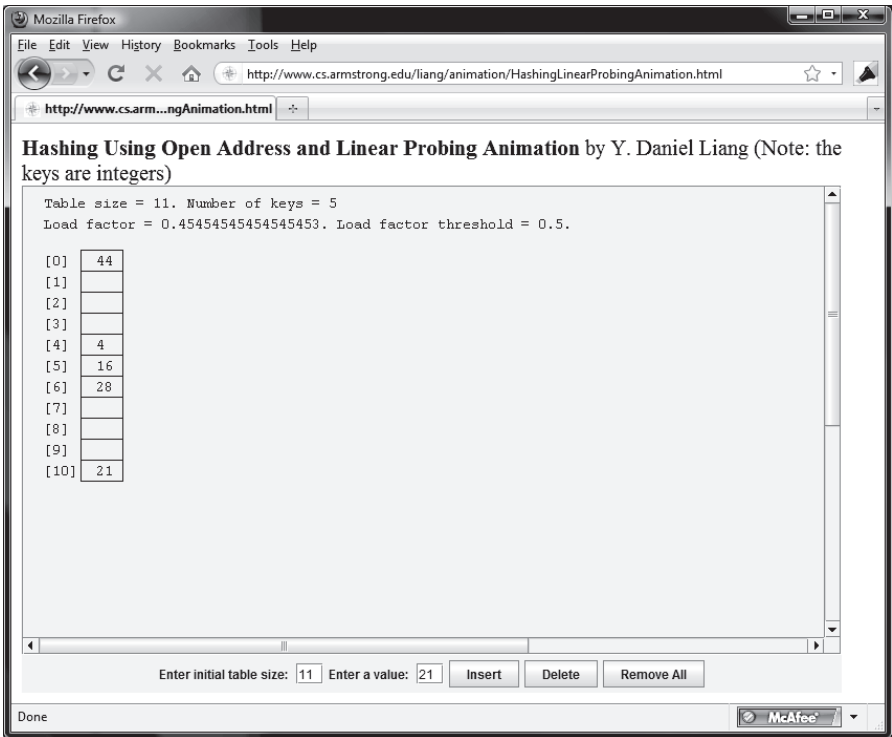 Mozilla Firefox
File Edit View History Bookmarks Tools Help
http://www.cs.armstrong.edu/liang/animation/HashingLinearProbingAnimation.html
http://www.cs.arm...ngAnimation.html
Hashing Using Open Address and Linear Probing Animation by Y. Daniel Liang (Note: the
keys are integers)
Table size = 11. Number of keys = 5
Load factor = 0.45454545454545453. Load factor threshold = 0.5.
[0] 44
[1]
[2]
[3]
[4] 4
[5] 16
[6] 28
[7]
[8]
[9]
[10] 21
Enter initial table size: 11 Enter a value: 21 Insert Delete Remove All
Done McAfee